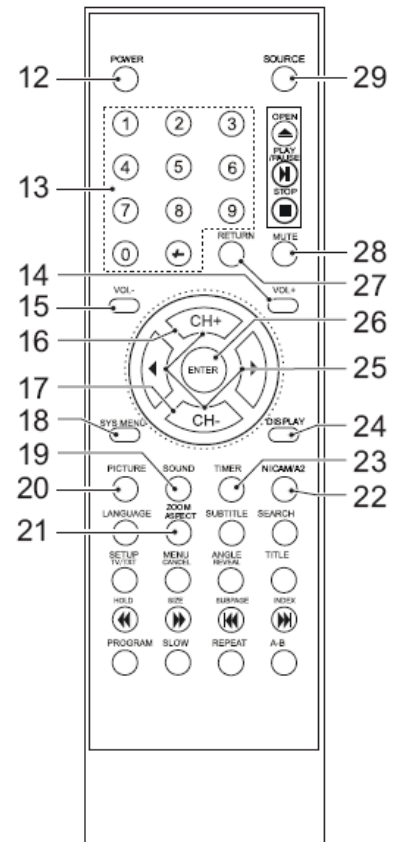 POWER SOURCE
12 29
OPEN
1 2 3
PLAY
/PAUSE
4 5 6
13
STOP
7 8 9
RETURN MUTE
0 -/--
28
14 27
VOL- VOL+
15
CH+ 26
16
ENTER
25
17
CH-
SYS MENU DISPLAY
18 24
19 23
PICTURE SOUND TIMER NICAM/A2
20 22
LANGUAGE ZOOM SUBTITLE SEARCH
ASPECT
21
SETUP MENU ANGLE TITLE
TV/TXT CANCEL REVEAL
HOLD SIZE SUBPAGE INDEX
PROGRAM SLOW REPEAT A-B